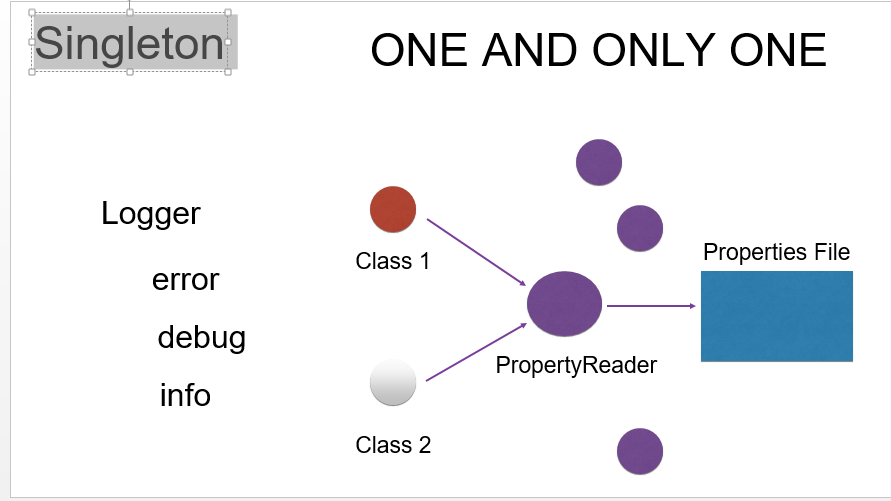 Singleton
ONE AND ONLY ONE
Logger
error
debug
info
Class 1
Class 2
PropertyReader
Properties File